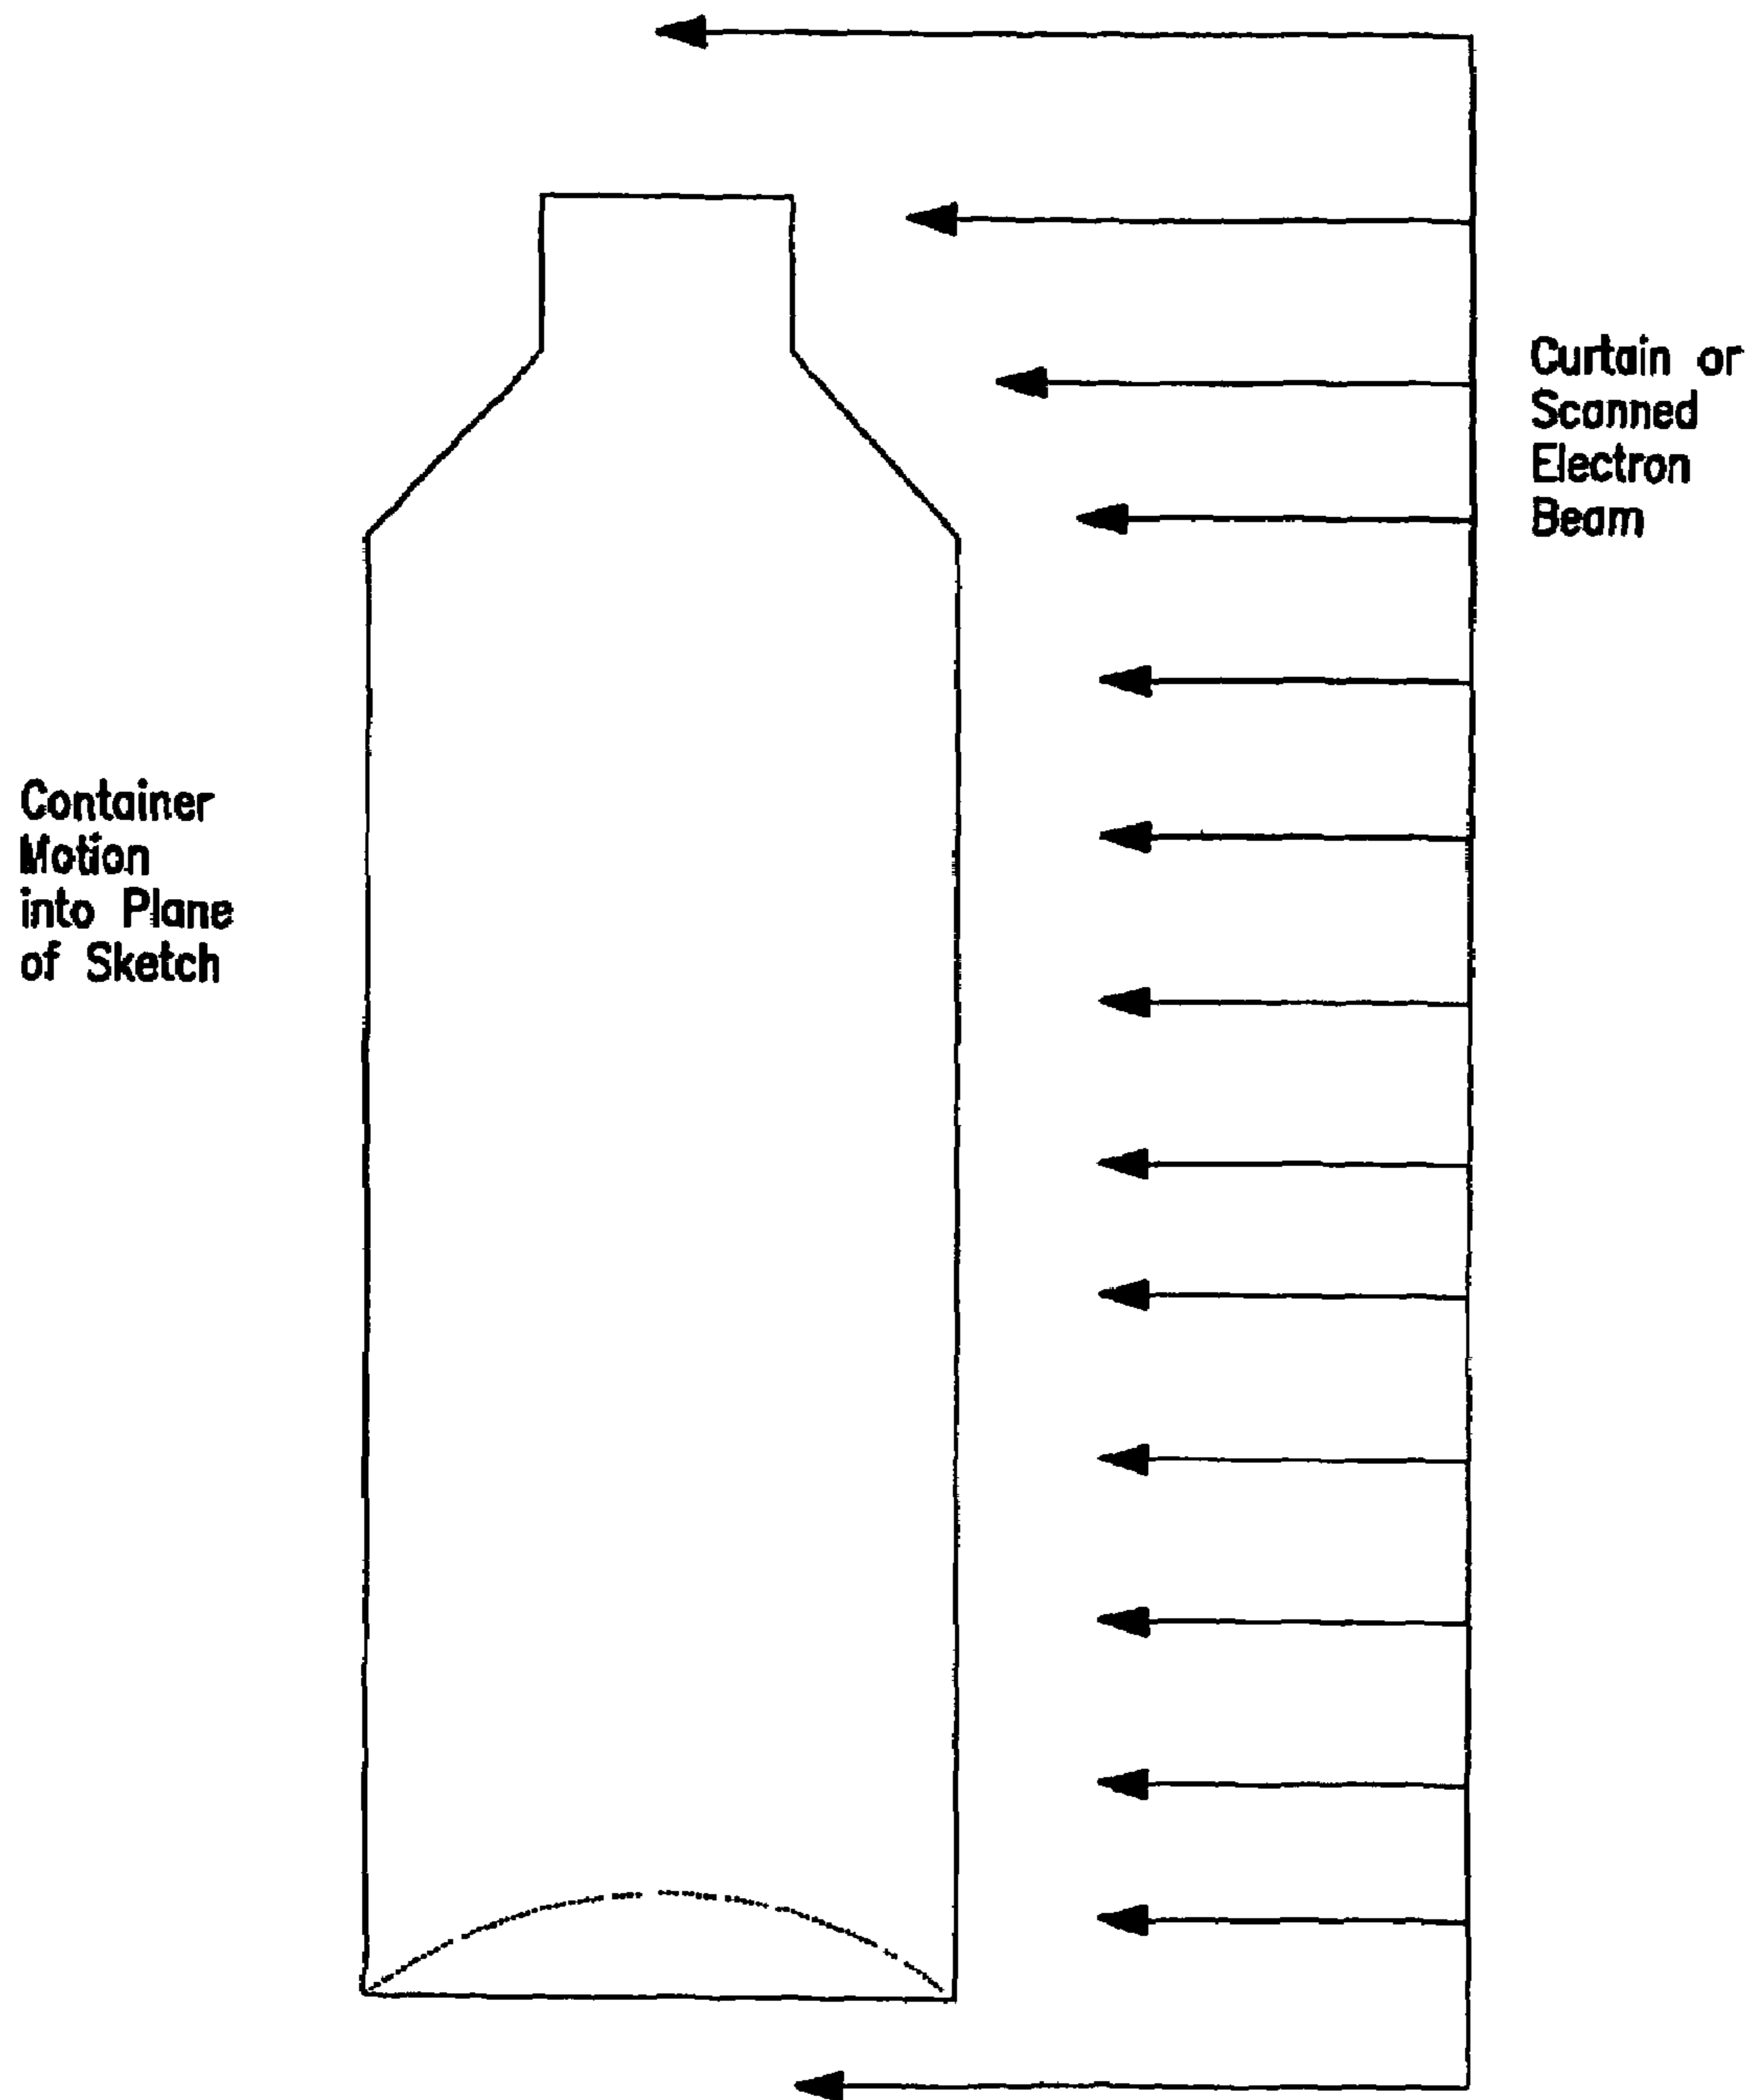 Curtain or
Scanned
Electron
Beam
Container
Motion
into Plane
of Sketch